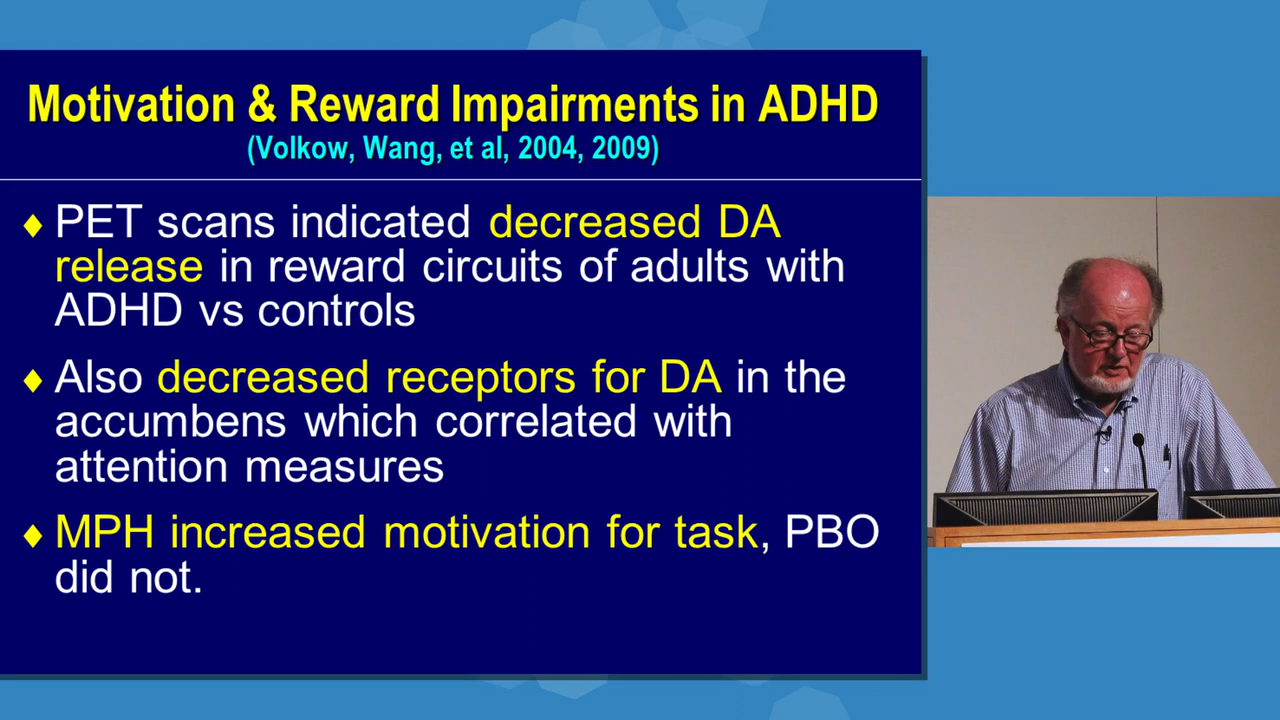 Motivation & Reward Impairments in ADHD
(Volkow, Wang, et al, 2004, 2009)
♦ PET scans indicated decreased DA
release in reward circuits of adults with
ADHD vs controls
♦ Also decreased receptors for DA in the
accumbens which correlated with
attention measures
♦ MPH increased motivation for task, PBO
did not.